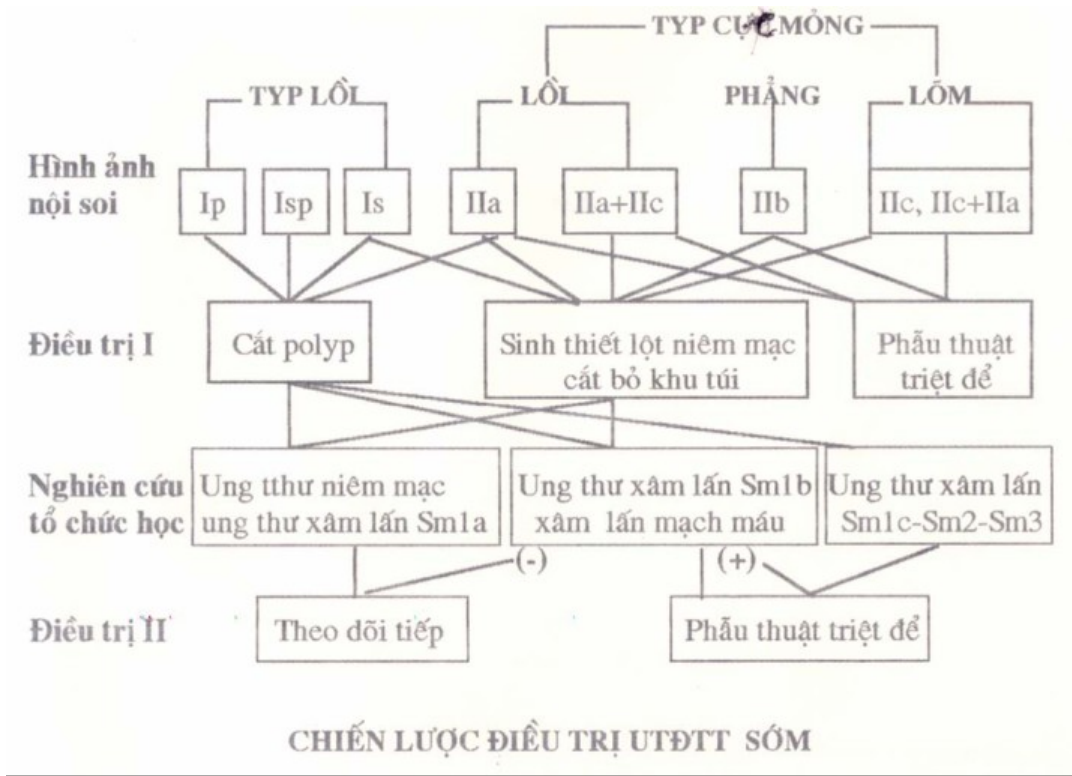 TYP CỰC MỎNG
TYP LỒI LỒI PHẲNG LÕM
Hình ảnh
nội soi
Ip Isp Is IIa IIa+IIc IIb IIc, IIc+IIa
Điều trị I
Cắt polyp
Sinh thiết lột niêm mạc
cắt bỏ khu túi
Phẫu thuật
triệt để
Nghiên cứu
tổ chức học
Ung tthư niêm mạc
ung thư xâm lấn Sm1a
Ung thư xâm lấn Sm1b
xâm lấn mạch máu
Ung thư xâm lấn
Sm1c-Sm2-Sm3
(-) (+)
Điều trị II
Theo dõi tiếp
Phẫu thuật triệt để
CHIẾN LƯỢC ĐIỀU TRỊ UTĐTT SỚM